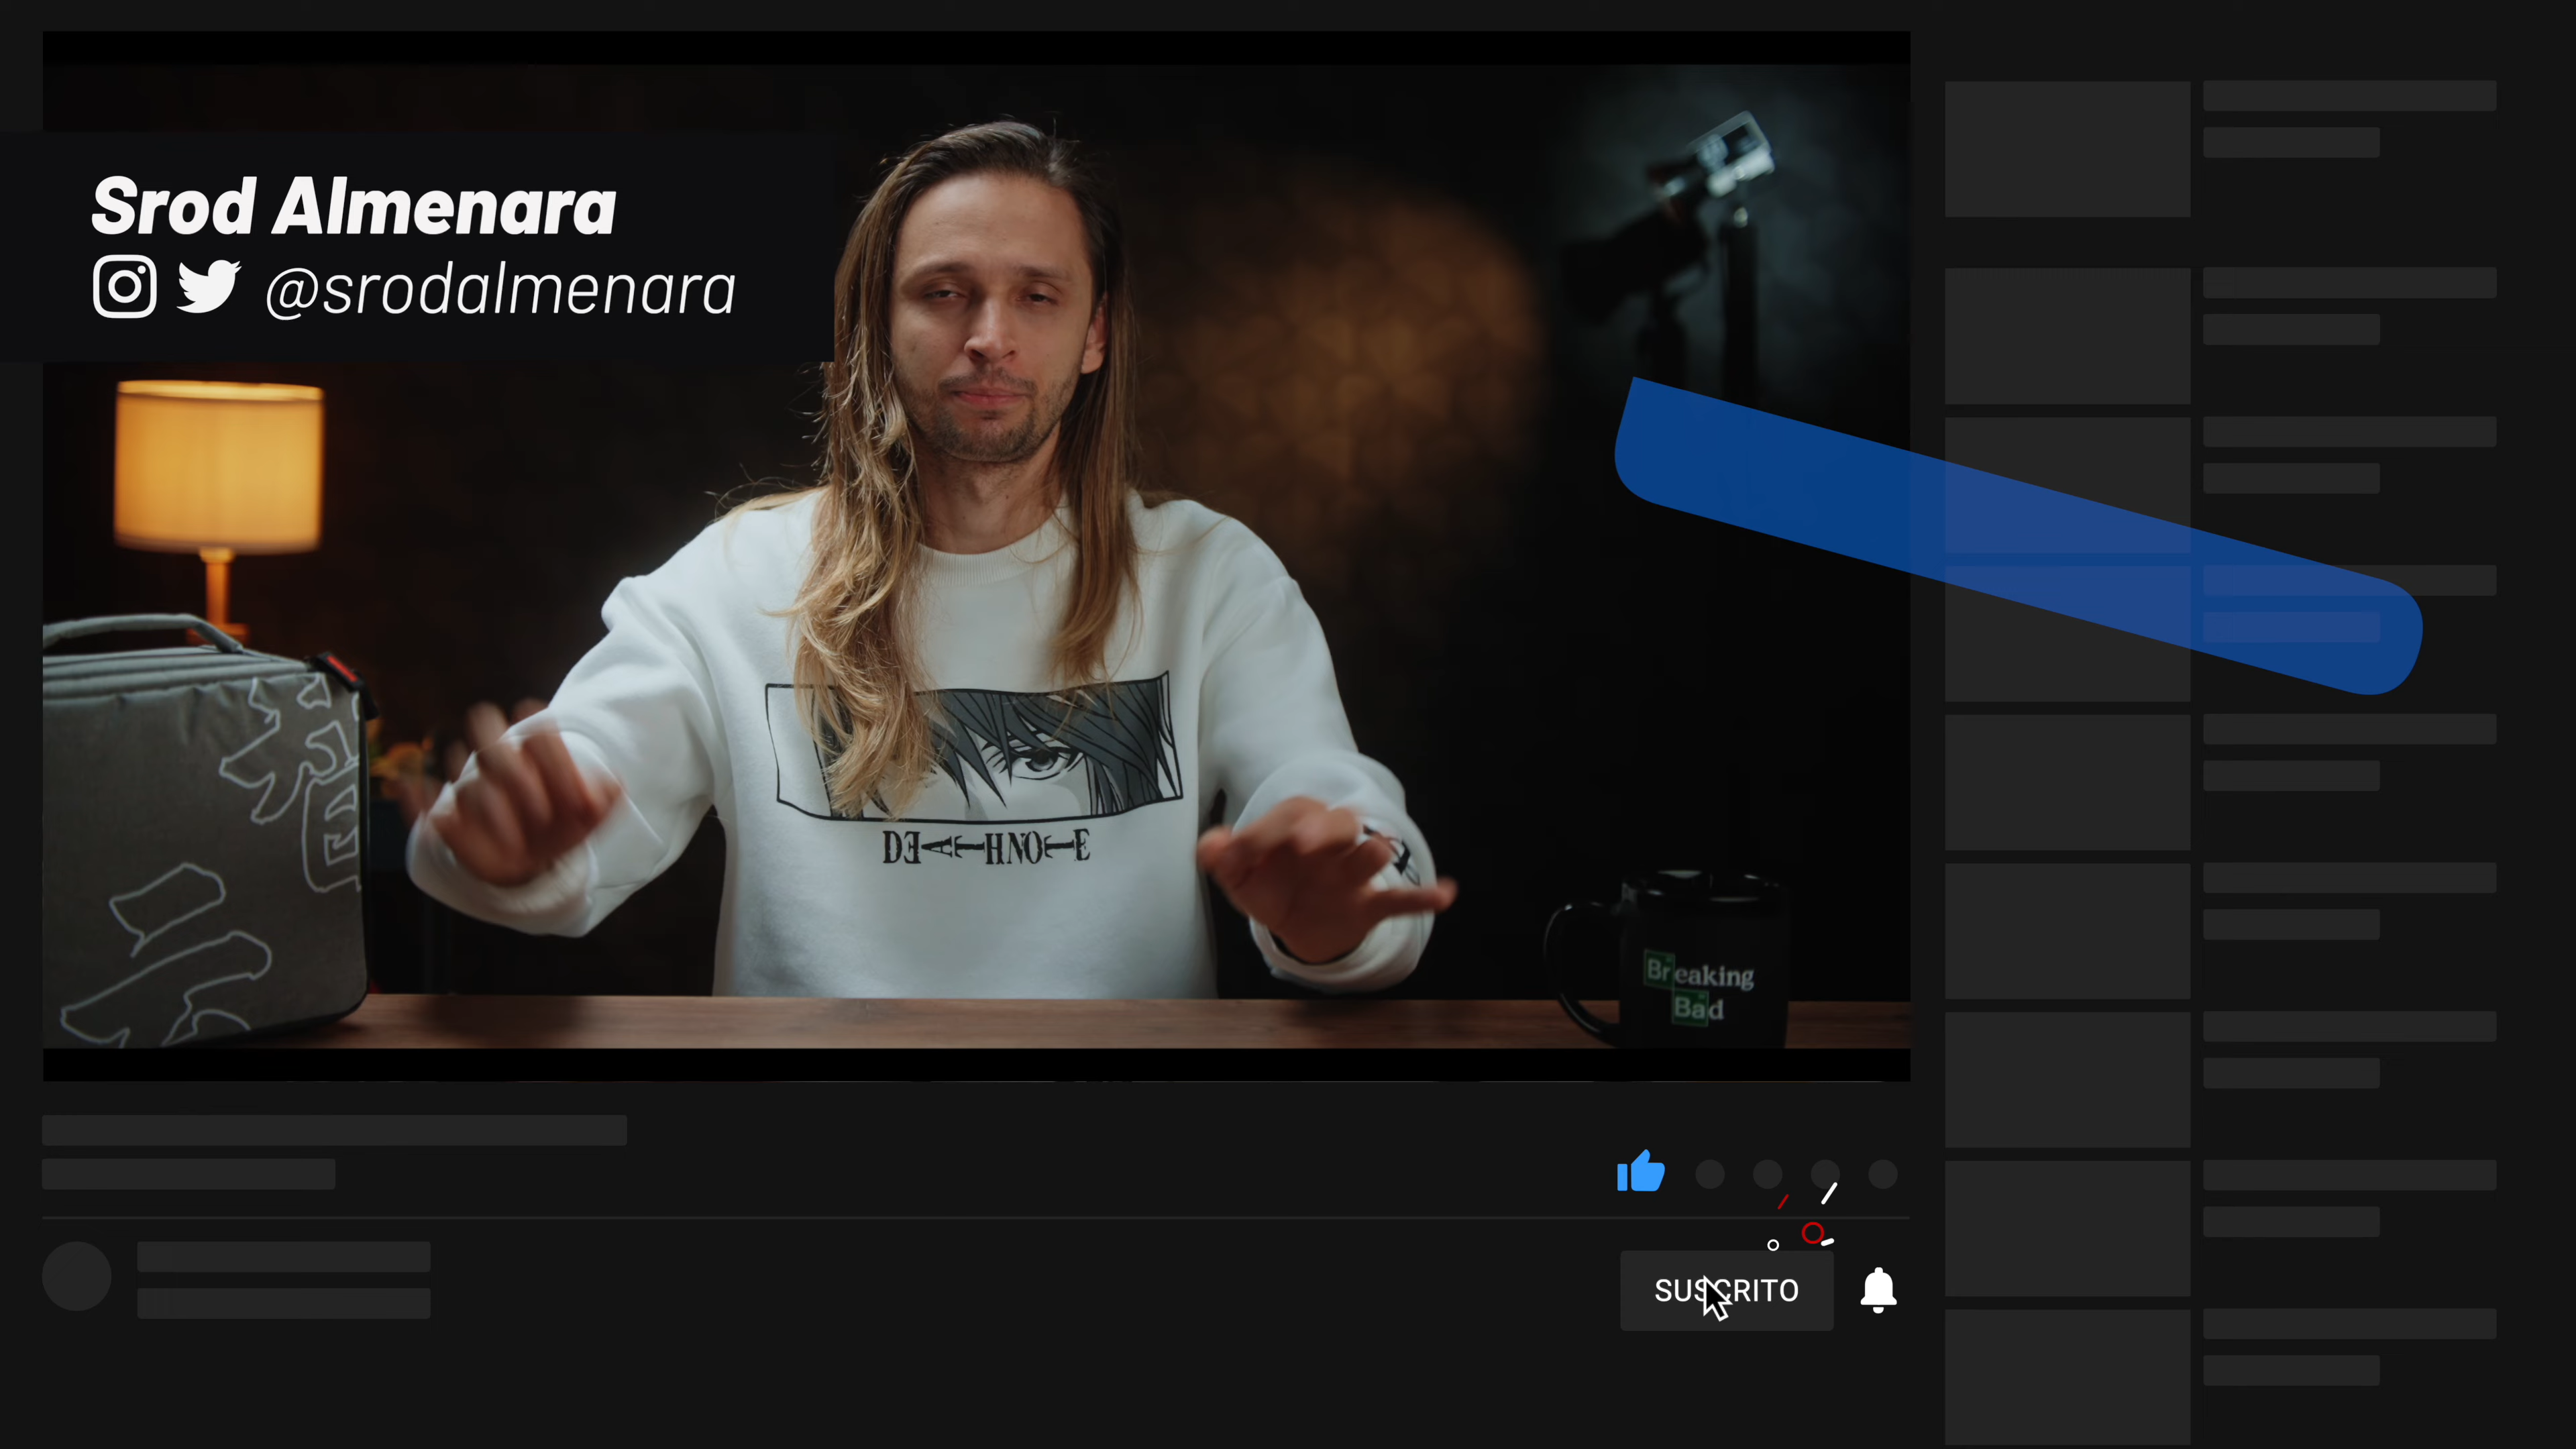 Srod Almenara
@srodalmenara
DEATHNOTE
Breaking
Bad
SUSCRITO